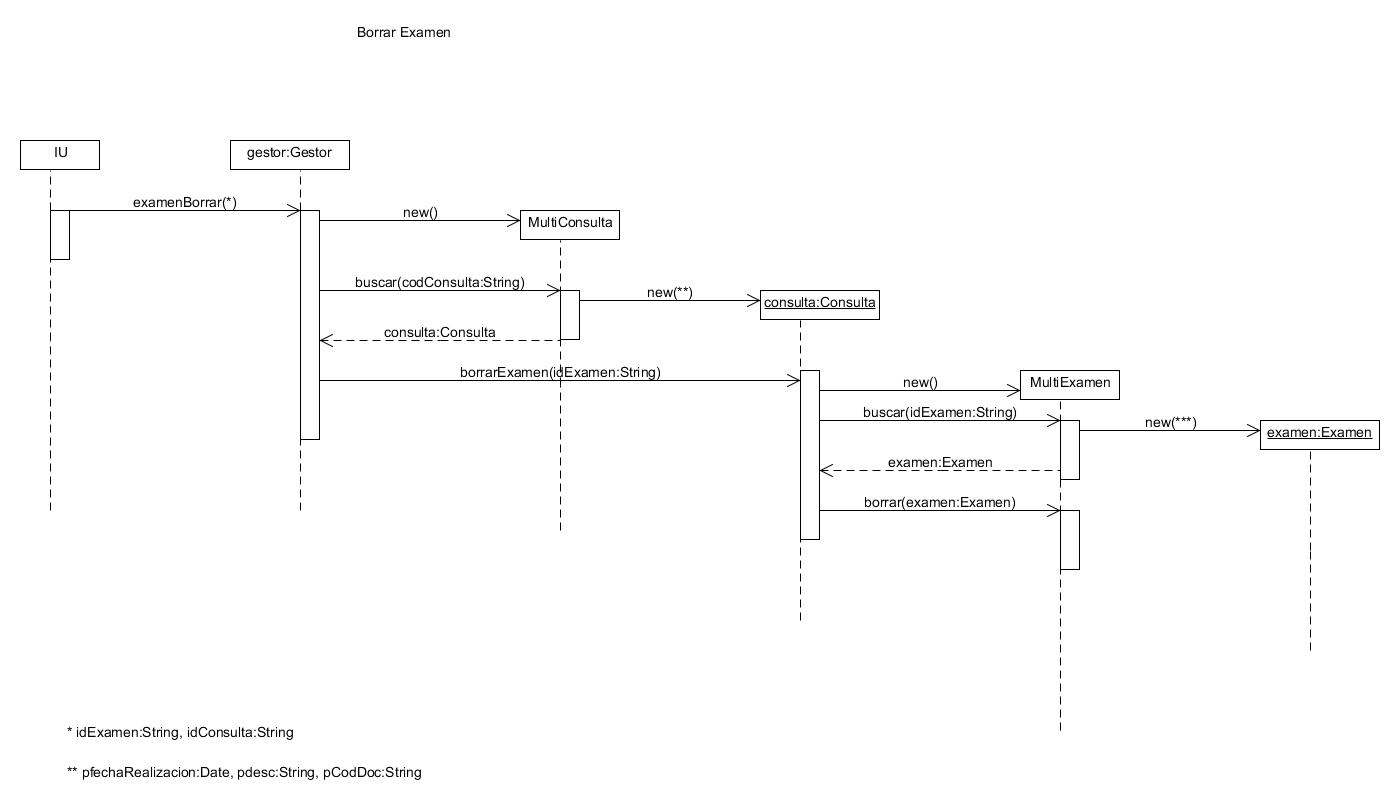 Borrar Examen
IU
gestor:Gestor
examenBorrar(*)
new()
MultiConsulta
buscar(codConsulta:String)
new(**)
consulta:Consulta
consulta:Consulta
borrarExamen(idExamen:String)
new()
MultiExamen
buscar(idExamen:String)
new(***)
examen:Examen
examen:Examen
borrar(examen:Examen)
* idExamen:String, idConsulta:String
** pfechaRealizacion:Date, pdesc:String, pCodDoc:String